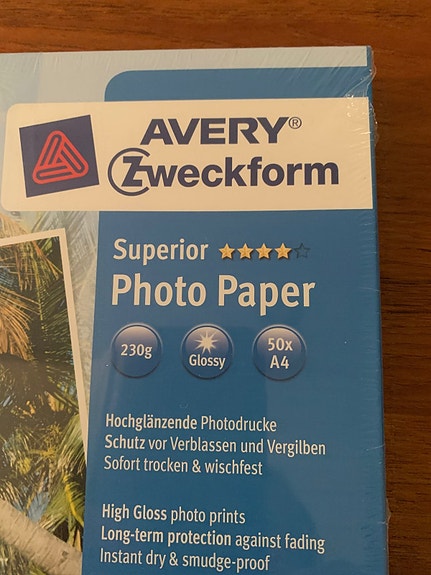 AVERY®
Zweckform
Superior
Photo Paper
230g
Glossy
50x
A4
Hochglänzende Photodrucke
Schutz vor Verblassen und Vergilben
Sofort trocken & wischfest
High Gloss photo prints
Long-term protection against fading
Instant dry & smudge-proof